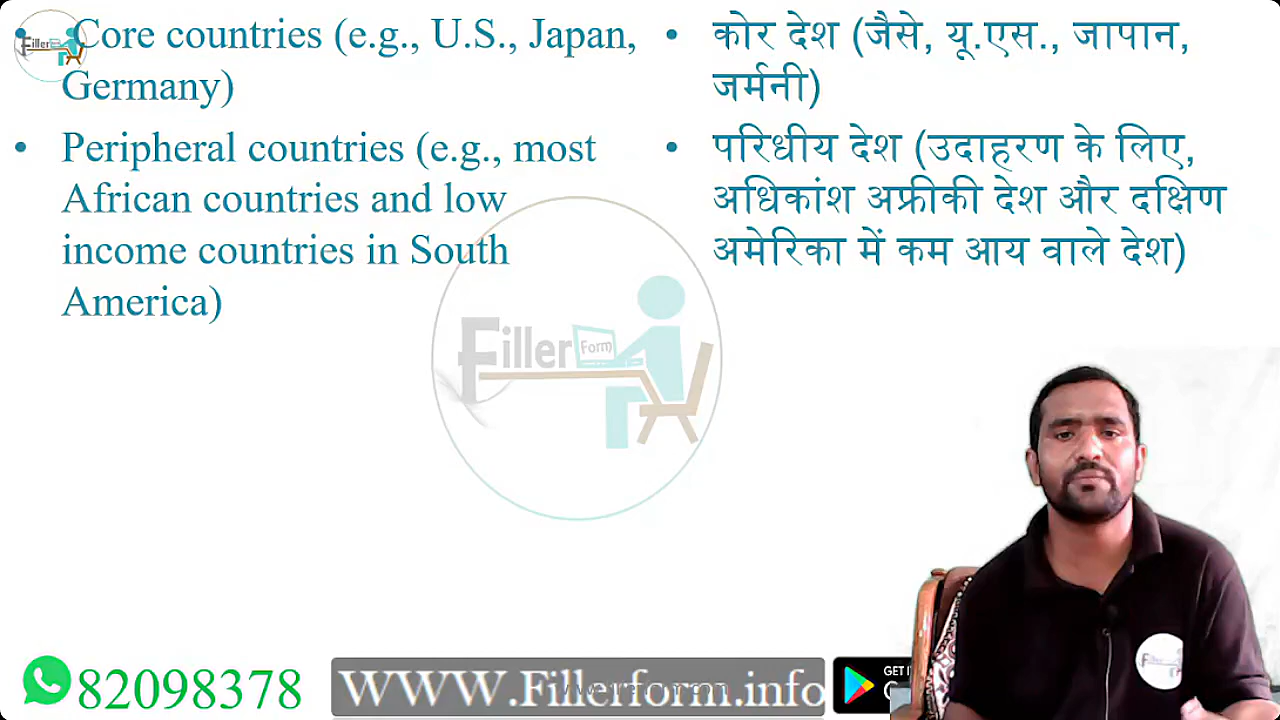 • Core countries (e.g., U.S., Japan,
Germany)
• Peripheral countries (e.g., most
African countries and low
income countries in South
America)
• कोर देश (जैसे, यू.एस., जापान,
जर्मनी)
• परिधीय देश (उदाहरण के लिए,
अधिकांश अफ्रीकी देश और दक्षिण
अमेरिका में कम आय वाले देश)
Filler Form
82098378
WWW.Fillerform.info
GET I